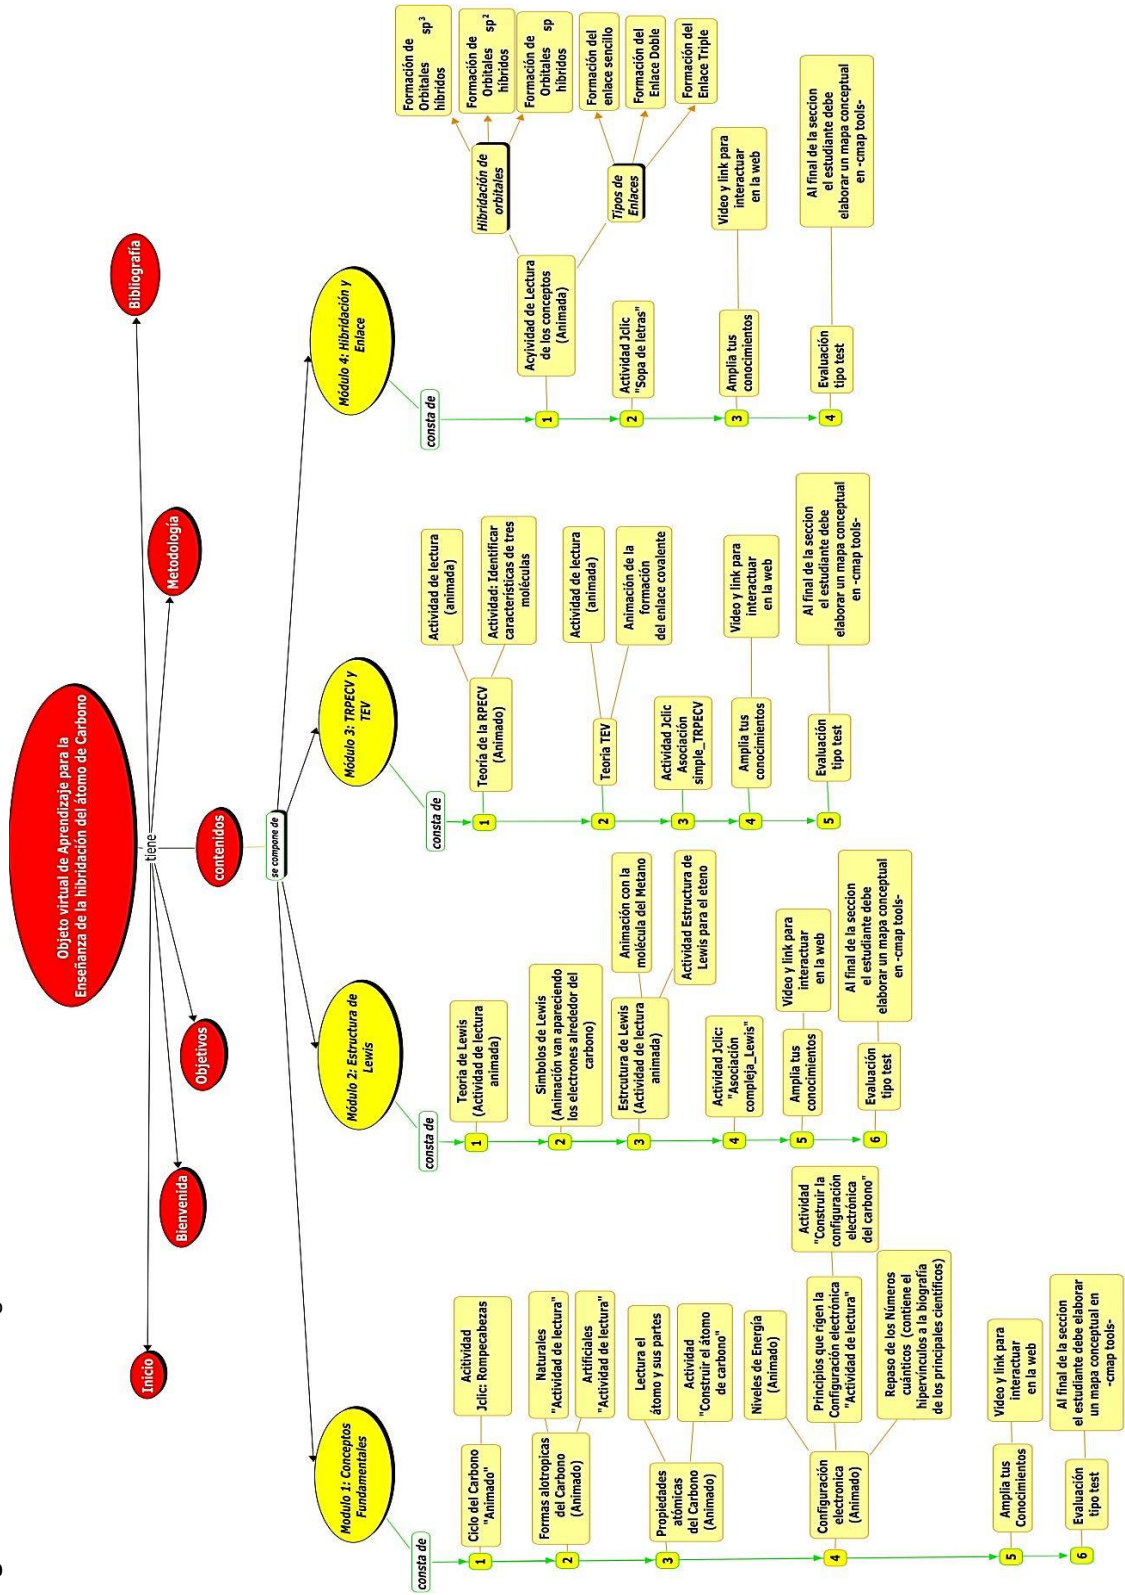 Objeto virtual de Aprendizaje para la
Enseñanza de la hibridación del átomo de Carbono
tiene
Inicio
Bienvenida
Objetivos
contenidos
Metodología
Bibliografía
se compone de
Modulo 1: Conceptos
Fundamentales
consta de
1
Ciclo del Carbono
"Animado"
Acitividad
Jclic: Rompecabezas
2
Formas alotropicas
del Carbono
(Animado)
Naturales
"Actividad de lectura"
Artificiales
"Actividad de lectura"
3
Propiedades
atómicas
del Carbono
(Animado)
Lectura el
átomo y sus partes
Actividad
"Construir el átomo
de carbono"
4
Configuración
electronica
(Animado)
Niveles de Energía
(Animado)
Principios que rigen la
Configuración electrónica
"Actividad de lectura"
Actividad
"Construir la
configuración
electrónica
del carbono"
Repaso de los Números
cuánticos (contiene el
hipervínculos a la biografía
de los principales científicos)
5
Amplia tus
Conocimientos
Video y link para
interactuar
en la web
6
Evaluación
tipo test
Al final de la seccion
el estudiante debe elaborar
un mapa conceptual en
-cmap tools-
Módulo 2: Estructura de
Lewis
consta de
1
Teoria de Lewis
(Actividad de lectura
animada)
2
Simbolos de Lewis
(Animación van apareciendo
los electrones alrededor del
carbono)
3
Estrcutura de Lewis
(Actividad de lectura
animada)
Animación con la
molécula del Metano
Actividad Estructura de
Lewis para el eteno
4
Actividad Jclic:
"Asociación
compleja_Lewis"
5
Amplia tus
conocimientos
Video y link para
interactuar
en la web
6
Evaluación
tipo test
Al final de la seccion
el estudiante debe
elaborar un mapa conceptual
en -cmap tools-
Módulo 3: TRPECV y
TEV
consta de
1
Teoría de la RPECV
(Animado)
Actividad de lectura
(animada)
Actividad: Identificar
características de tres
moléculas
2
Teoria TEV
Actividad de lectura
(animada)
Animación de la
formación
del enlace covalente
3
Actividad Jclic
Asociación
simple_TRPECV
4
Amplia tus
conocimientos
Video y link para
interactuar
en la web
5
Evaluación
tipo test
Al final de la seccion
el estudiante debe
elaborar un mapa conceptual
en -cmap tools-
Módulo 4: Hibridación y
Enlace
consta de
1
Acyividad de Lectura
de los conceptos
(Animada)
Hibridación de
orbitales
Formación de
Orbitales sp³
hibridos
Formación de
Orbitales sp²
hibridos
Formación de
Orbitales sp
hibridos
Tipos de
Enlaces
Formación del
enlace sencillo
Formación del
Enlace Doble
Formación del
Enlace Triple
2
Actividad Jclic
"Sopa de letras"
3
Amplia tus
conocimientos
Video y link para
interactuar
en la web
4
Evaluación
tipo test
Al final de la seccion
el estudiante debe
elaborar un mapa conceptual
en -cmap tools-